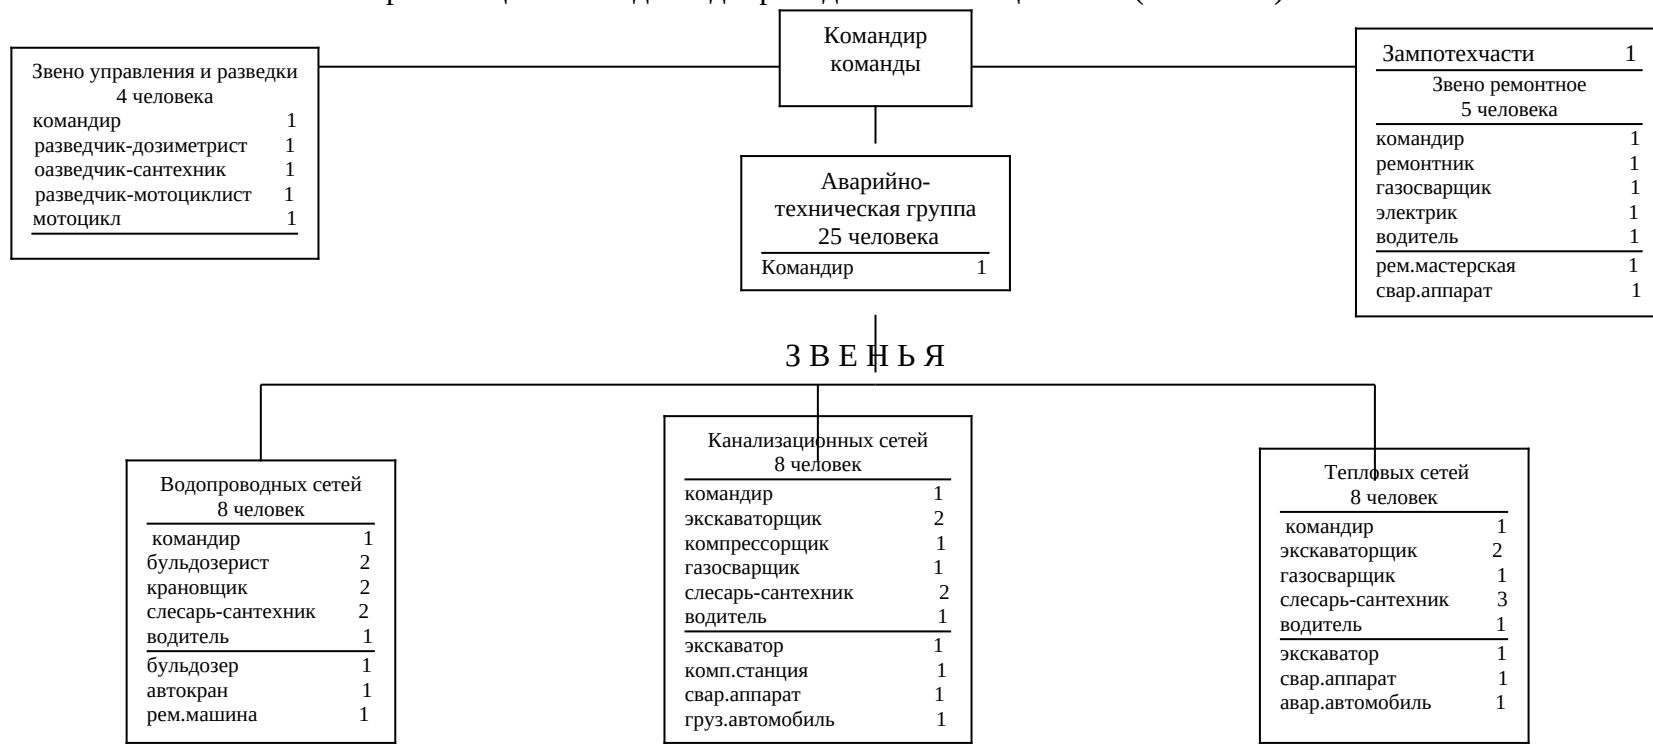 Командир
команды
Звено управления и разведки
4 человека
командир 1
разведчик-дозиметрист 1
оазведчик-сантехник 1
разведчик-мотоциклист 1
мотоцикл 1
Зампотехчасти 1
Звено ремонтное
5 человека
командир 1
ремонтник 1
газосварщик 1
электрик 1
водитель 1
рем.мастерская 1
свар.аппарат 1
Аварийно-
техническая группа
25 человека
Командир 1
З В Е Н Ь Я
Водопроводных сетей
8 человек
командир 1
бульдозерист 2
крановщик 2
слесарь-сантехник 2
водитель 1
бульдозер 1
автокран 1
рем.машина 1
Канализационных сетей
8 человек
командир 1
экскаваторщик 2
компрессорщик 1
газосварщик 1
слесарь-сантехник 2
водитель 1
экскаватор 1
комп.станция 1
свар.аппарат 1
груз.автомобиль 1
Тепловых сетей
8 человек
командир 1
экскаваторщик 2
газосварщик 1
слесарь-сантехник 3
водитель 1
экскаватор 1
свар.аппарат 1
авар.автомобиль 1